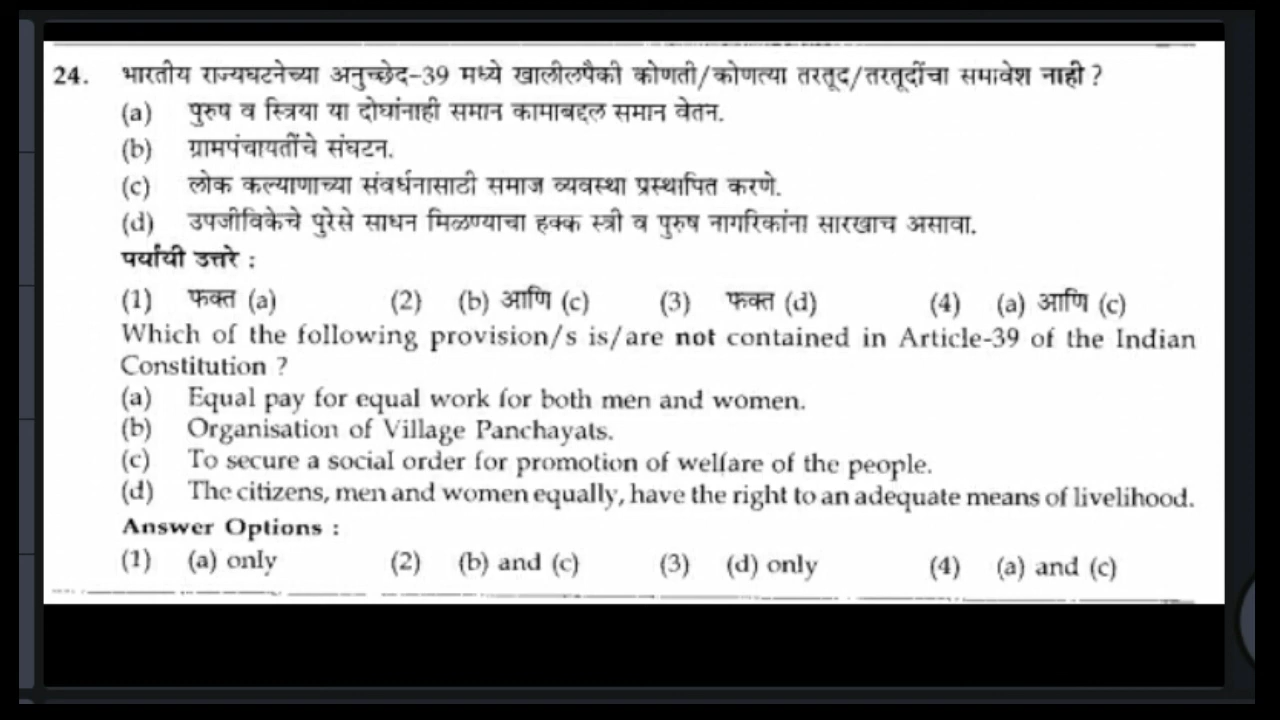 24. भारतीय राज्यघटनेच्या अनुच्छेद-39 मध्ये खालीलपैकी कोणती/कोणत्या तरतूद/तरतूदींचा समावेश नाही ?
(a) पुरुष व स्त्रिया या दोघांनाही समान कामाबद्दल समान वेतन.
(b) ग्रामपंचायतींचे संघटन.
(c) लोक कल्याणाच्या संवर्धनासाठी समाज व्यवस्था प्रस्थापित करणे.
(d) उपजीविकेचे पुरेसे साधन मिळण्याचा हक्क स्त्री व पुरुष नागरिकांना सारखाच असावा.
पर्यायी उत्तरे :
(1) फक्त (a) (2) (b) आणि (c) (3) फक्त (d) (4) (a) आणि (c)
Which of the following provision/s is/are not contained in Article-39 of the Indian
Constitution ?
(a) Equal pay for equal work for both men and women.
(b) Organisation of Village Panchayats.
(c) To secure a social order for promotion of welfare of the people.
(d) The citizens, men and women equally, have the right to an adequate means of livelihood.
Answer Options :
(1) (a) only (2) (b) and (c) (3) (d) only (4) (a) and (c)